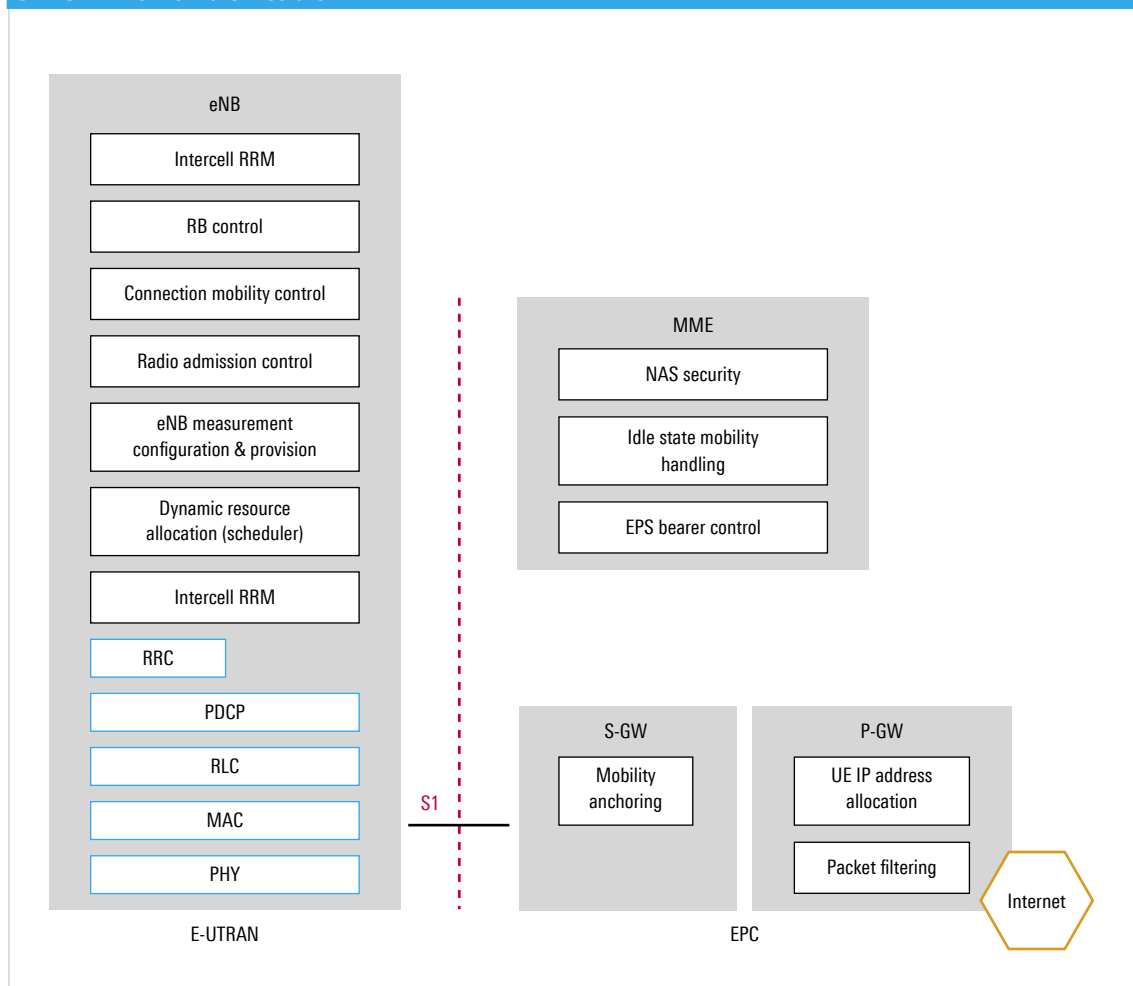 eNB
Intercell RRM
RB control
Connection mobility control
Radio admission control
eNB measurement
configuration & provision
Dynamic resource
allocation (scheduler)
Intercell RRM
RRC
PDCP
RLC
MAC
PHY
E-UTRAN
S1
MME
NAS security
Idle state mobility
handling
EPS bearer control
S-GW
Mobility
anchoring
P-GW
UE IP address
allocation
Packet filtering
Internet
EPC